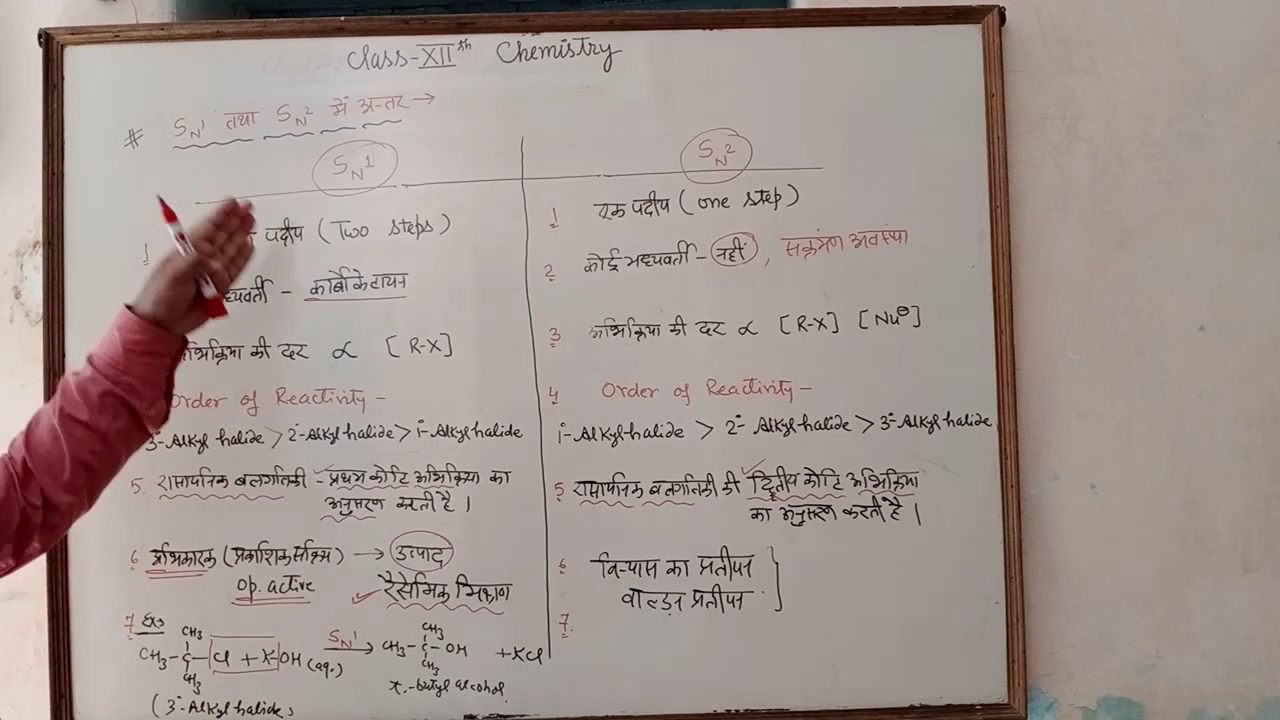 Class-XIIth Chemistry
# SN1 तथा SN2 में अन्तर →
SN1
पदीय (Two steps)
1
मध्यवर्ती - कार्बोकेटायन
अभिक्रिया की दर ∝ [R-X]
Order of Reactivity -
3°-Alkyl halide > 2°-Alkyl halide > 1°-Alkyl halide
5. रासायनिक बलगतिकी - प्रथम कोटि अभिक्रिया का
अनुसरण करती है ।
6 अभिकारक (प्रकाशिक सक्रिय) → उत्पाद
Op. active ✓ रैसेमिक मिश्रण
7 Ex→
CH3 CH3
CH3-C-Cl + K-OH (aq.) SN1 → CH3-C-OH + KCl
CH3 CH3
(3°-Alkyl halide) t.-butyl alcohol
SN2
1 एक पदीय (one step)
2 कोई मध्यवर्ती - नहीं, संक्रमण अवस्था
3 अभिक्रिया की दर ∝ [R-X] [Nu⊖]
4 Order of Reactivity -
1°-Alkyl halide > 2°-Alkyl halide > 3°-Alkyl halide
5 रासायनिक बलगतिकी की द्वितीय कोटि अभिक्रिया
का अनुसरण करती है ।
6 विन्यास का प्रतीपन
वाल्डन प्रतीपन
7.